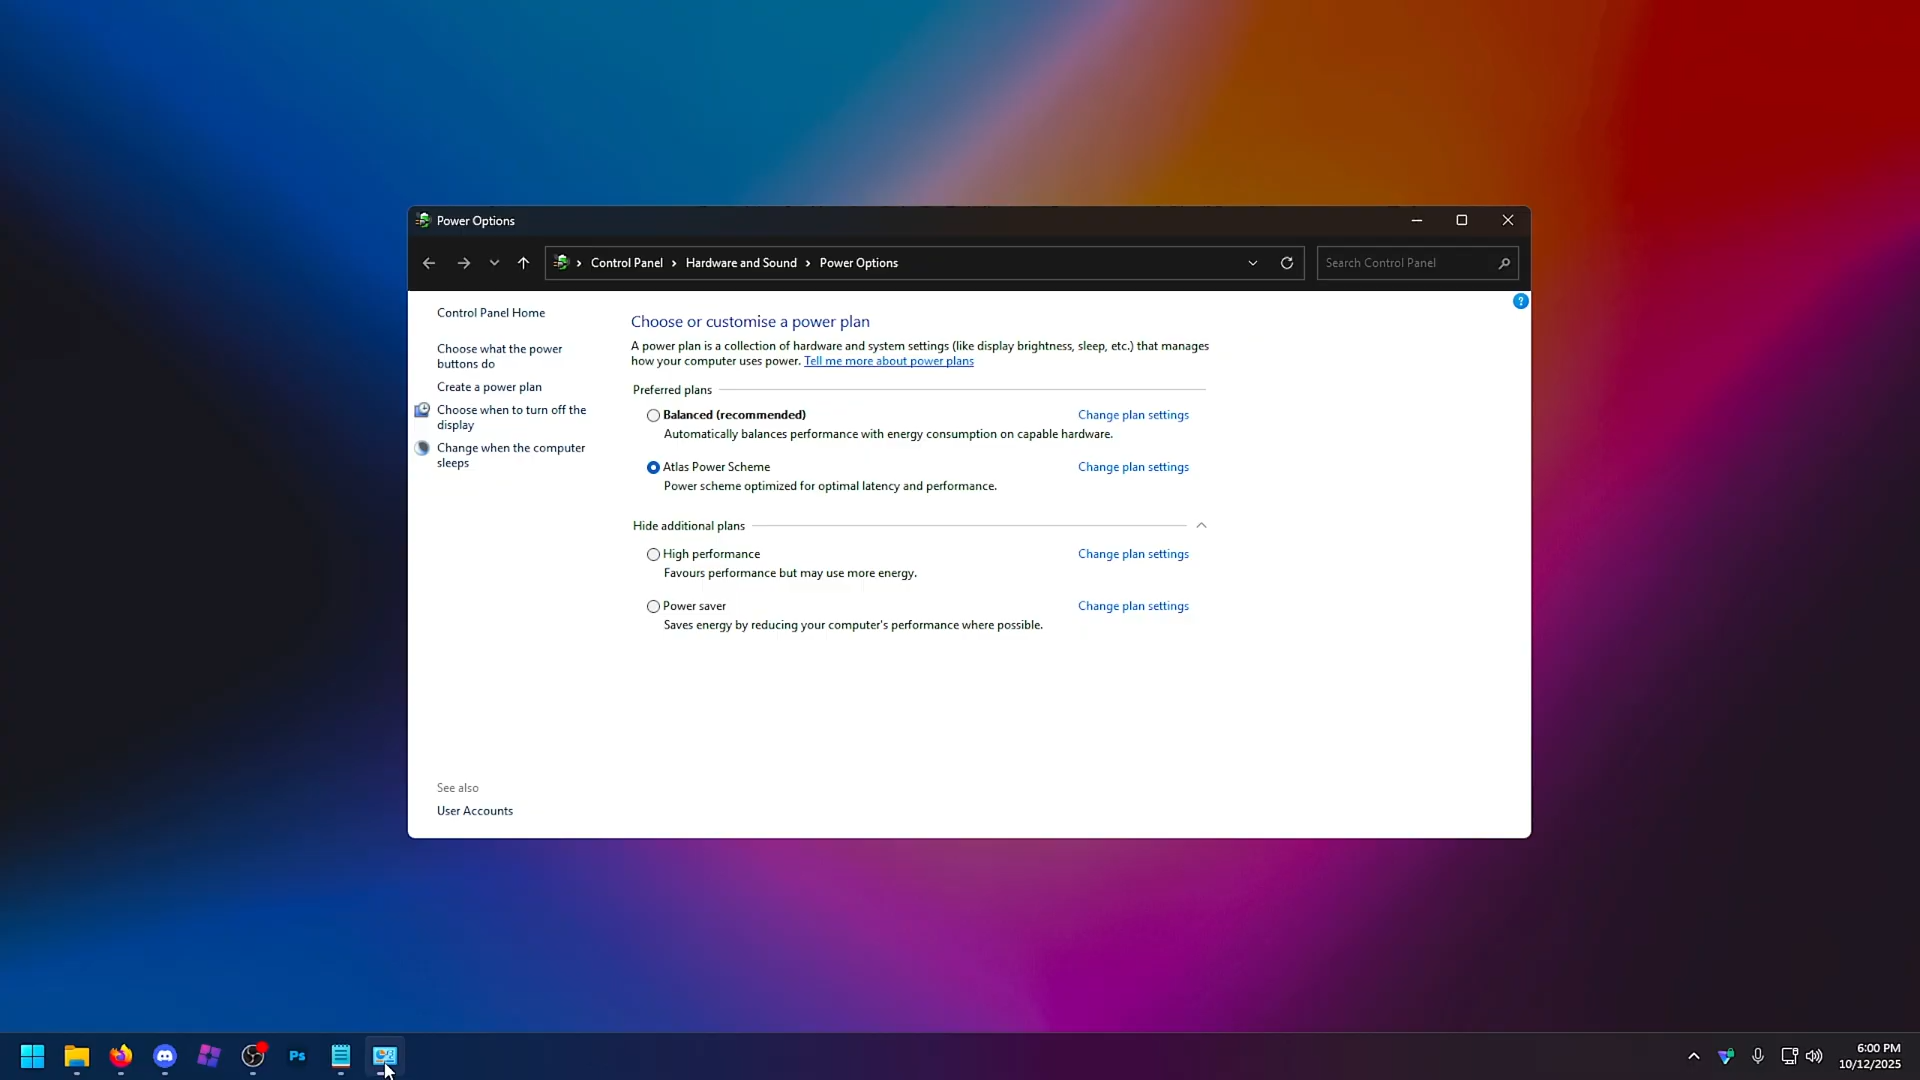 Power Options
Control Panel
Hardware and Sound
Power Options
Search Control Panel
?
Control Panel Home
Choose what the power
buttons do
Create a power plan
Choose when to turn off the
display
Change when the computer
sleeps
See also
User Accounts
Choose or customise a power plan
A power plan is a collection of hardware and system settings (like display brightness, sleep, etc.) that manages
how your computer uses power. Tell me more about power plans
Preferred plans
Balanced (recommended) Change plan settings
Automatically balances performance with energy consumption on capable hardware.
Atlas Power Scheme Change plan settings
Power scheme optimized for optimal latency and performance.
Hide additional plans
High performance Change plan settings
Favours performance but may use more energy.
Power saver Change plan settings
Saves energy by reducing your computer's performance where possible.
Ps
6:00 PM
10/12/2025